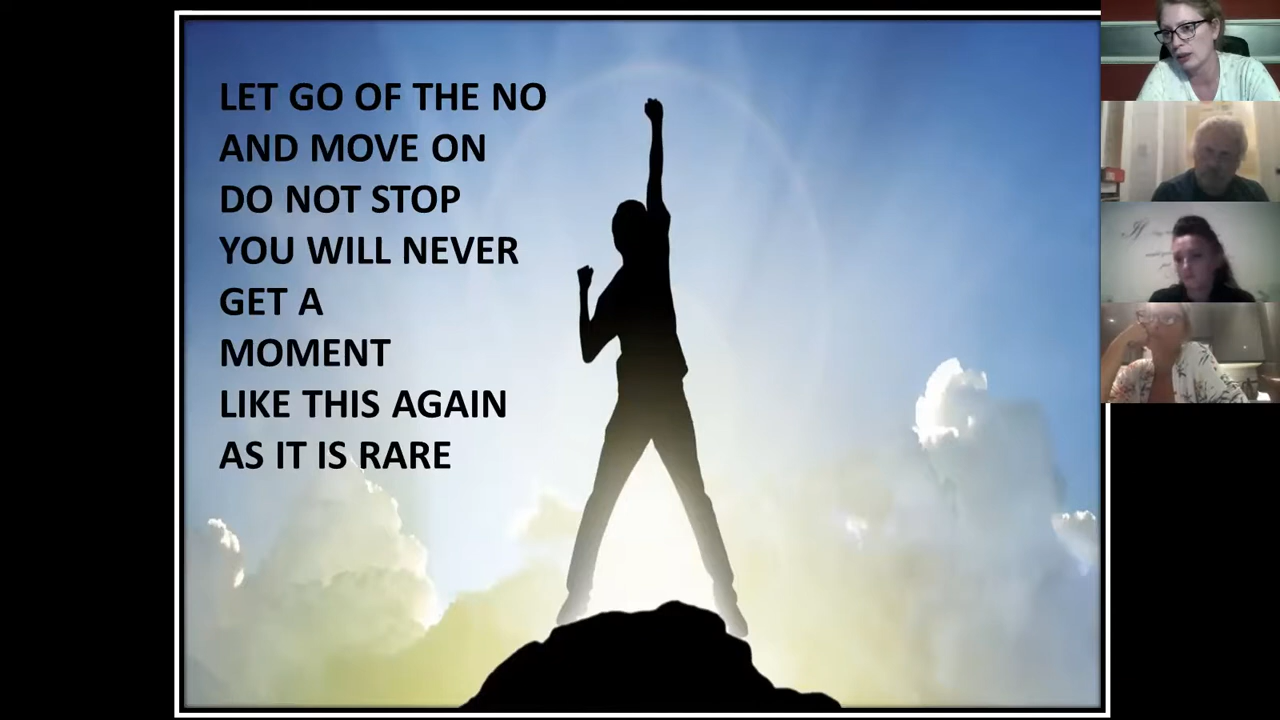 LET GO OF THE NO
AND MOVE ON
DO NOT STOP
YOU WILL NEVER
GET A
MOMENT
LIKE THIS AGAIN
AS IT IS RARE
If